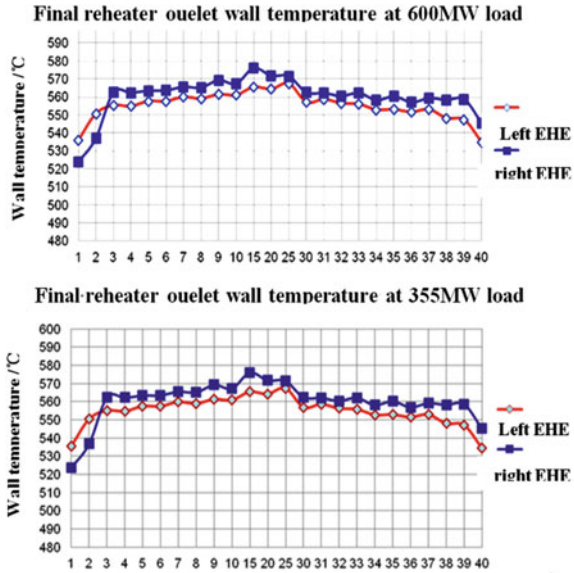 Final reheater ouelet wall temperature at 600MW load
Wall temperature /℃
590
580
570
560
550
540
530
520
510
500
490
480
1 2 3 4 5 6 7 8 9 10 15 20 25 30 31 32 33 34 35 36 37 38 39 40
Left EHE
right EHE
Final reheater ouelet wall temperature at 355MW load
Wall temperature /℃
600
590
580
570
560
550
540
530
520
510
500
490
480
1 2 3 4 5 6 7 8 9 10 15 20 25 30 31 32 33 34 35 36 37 38 39 40
Left EHE
right EHE